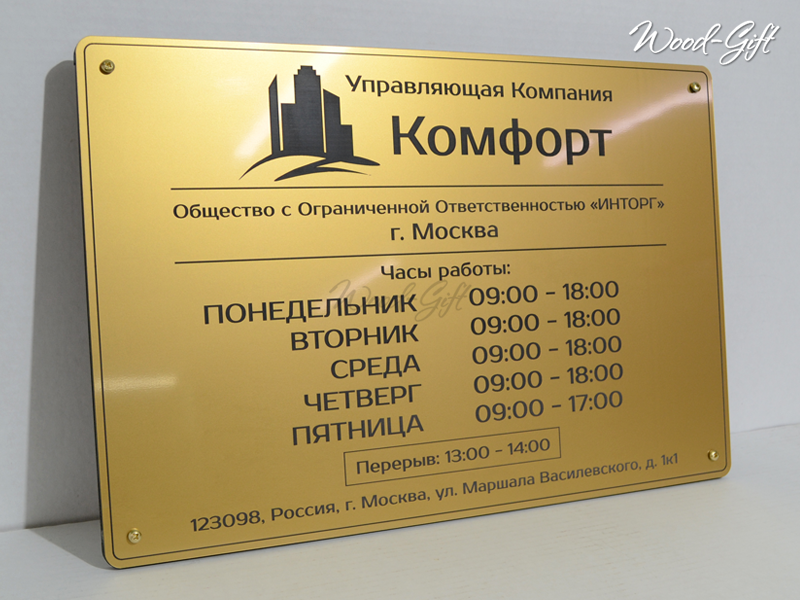 Wood-Gift
Управляющая Компания
Комфорт
Общество с Ограниченной Ответственностью «ИНТОРГ»
г. Москва
Часы работы:
Wood-Gift
ПОНЕДЕЛЬНИК 09:00 - 18:00
ВТОРНИК 09:00 - 18:00
СРЕДА 09:00 - 18:00
ЧЕТВЕРГ 09:00 - 18:00
ПЯТНИЦА 09:00 - 17:00
Перерыв: 13:00 - 14:00
123098, Россия, г. Москва, ул. Маршала Василевского, д. 1к1